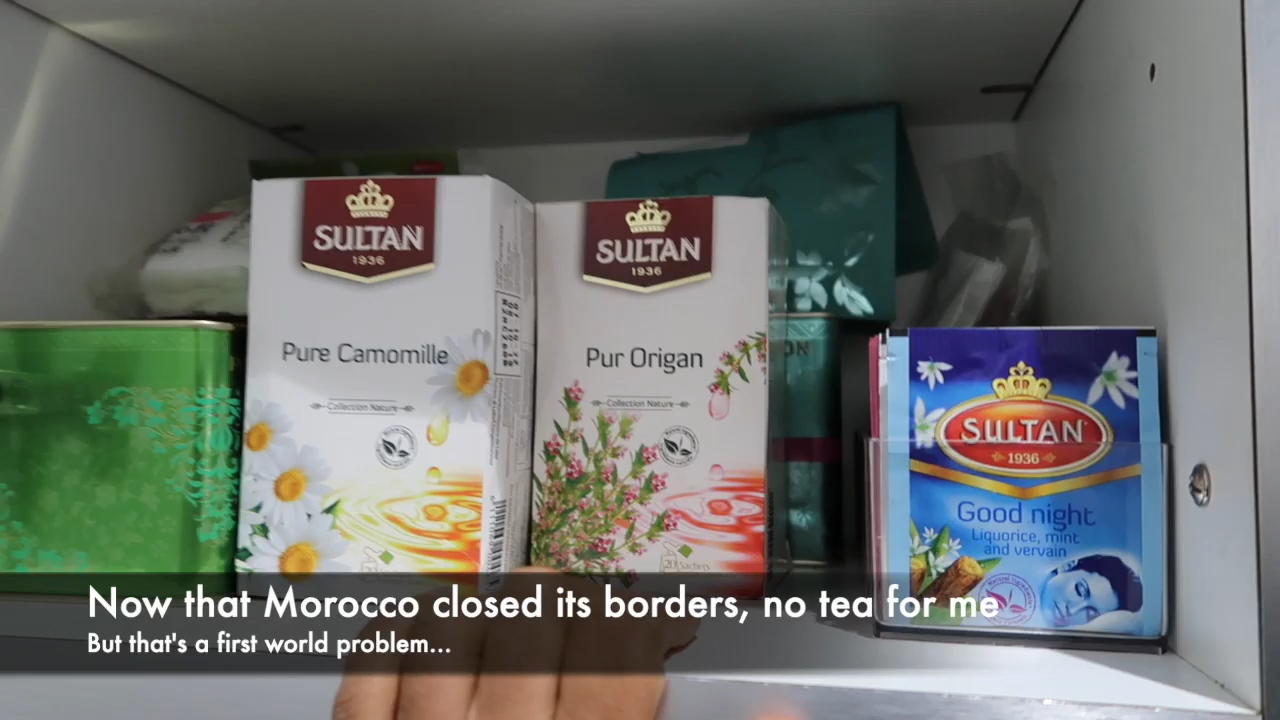 SULTAN
1936
Pure Camomille
Collection Nature
SULTAN
1936
Pur Origan
Collection Nature
20 Sachets
SULTAN
1936
Good night
Liquorice, mint
and vervain
Now that Morocco closed its borders, no tea for me
But that's a first world problem...